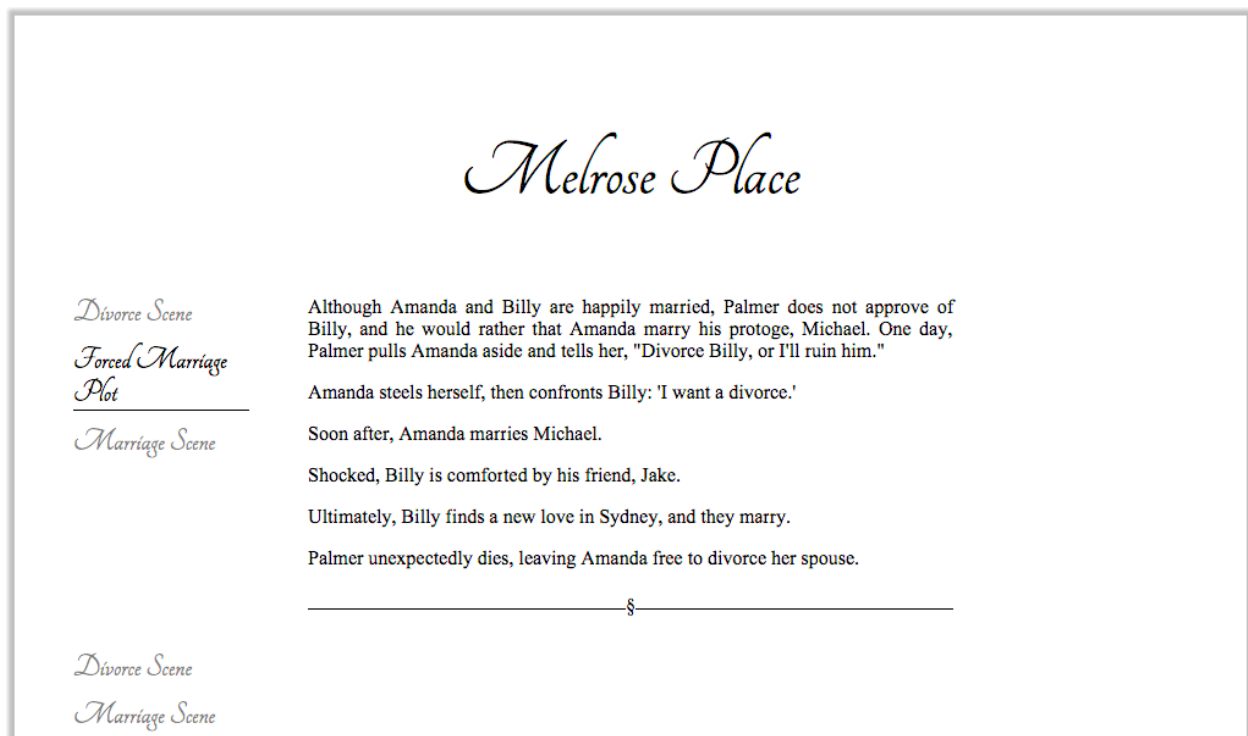 Melrose Place
Divorce Scene
Forced Marriage
Plot
Marriage Scene
Although Amanda and Billy are happily married, Palmer does not approve of
Billy, and he would rather that Amanda marry his protoge, Michael. One day,
Palmer pulls Amanda aside and tells her, "Divorce Billy, or I'll ruin him."
Amanda steels herself, then confronts Billy: 'I want a divorce.'
Soon after, Amanda marries Michael.
Shocked, Billy is comforted by his friend, Jake.
Ultimately, Billy finds a new love in Sydney, and they marry.
Palmer unexpectedly dies, leaving Amanda free to divorce her spouse.
§
Divorce Scene
Marriage Scene